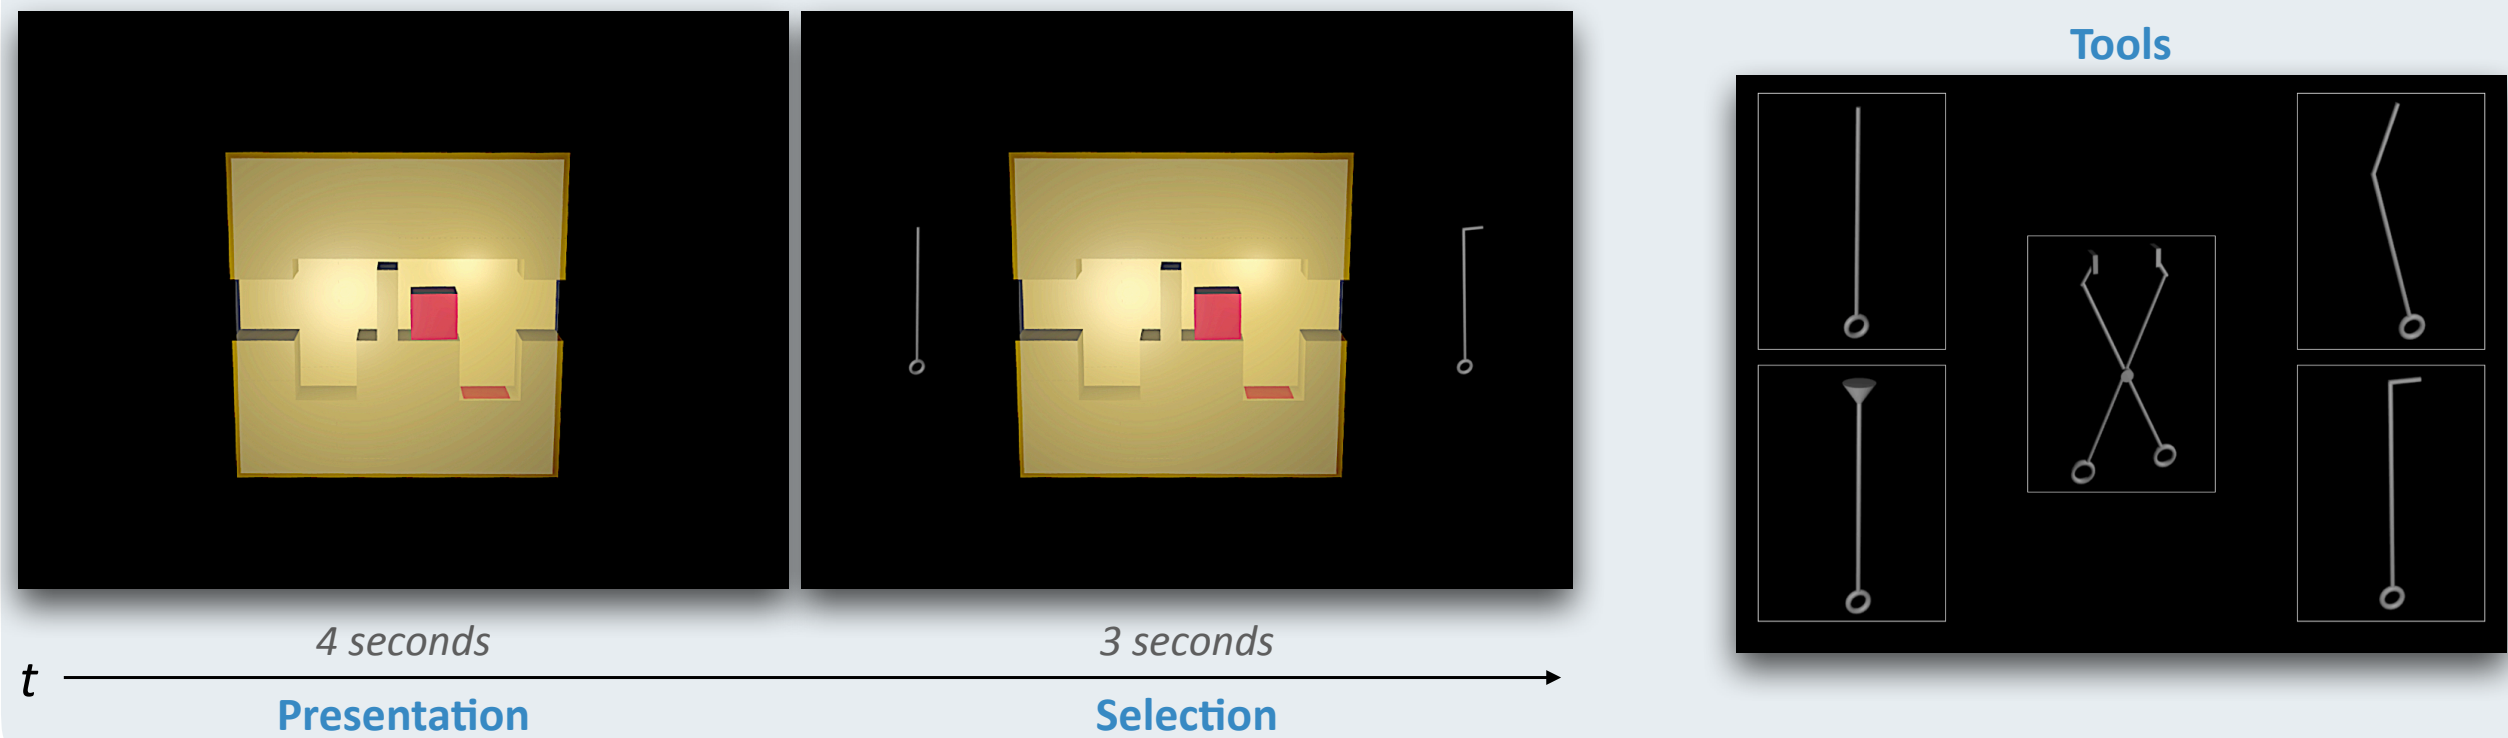 Tools
4 seconds
3 seconds
t
Presentation
Selection